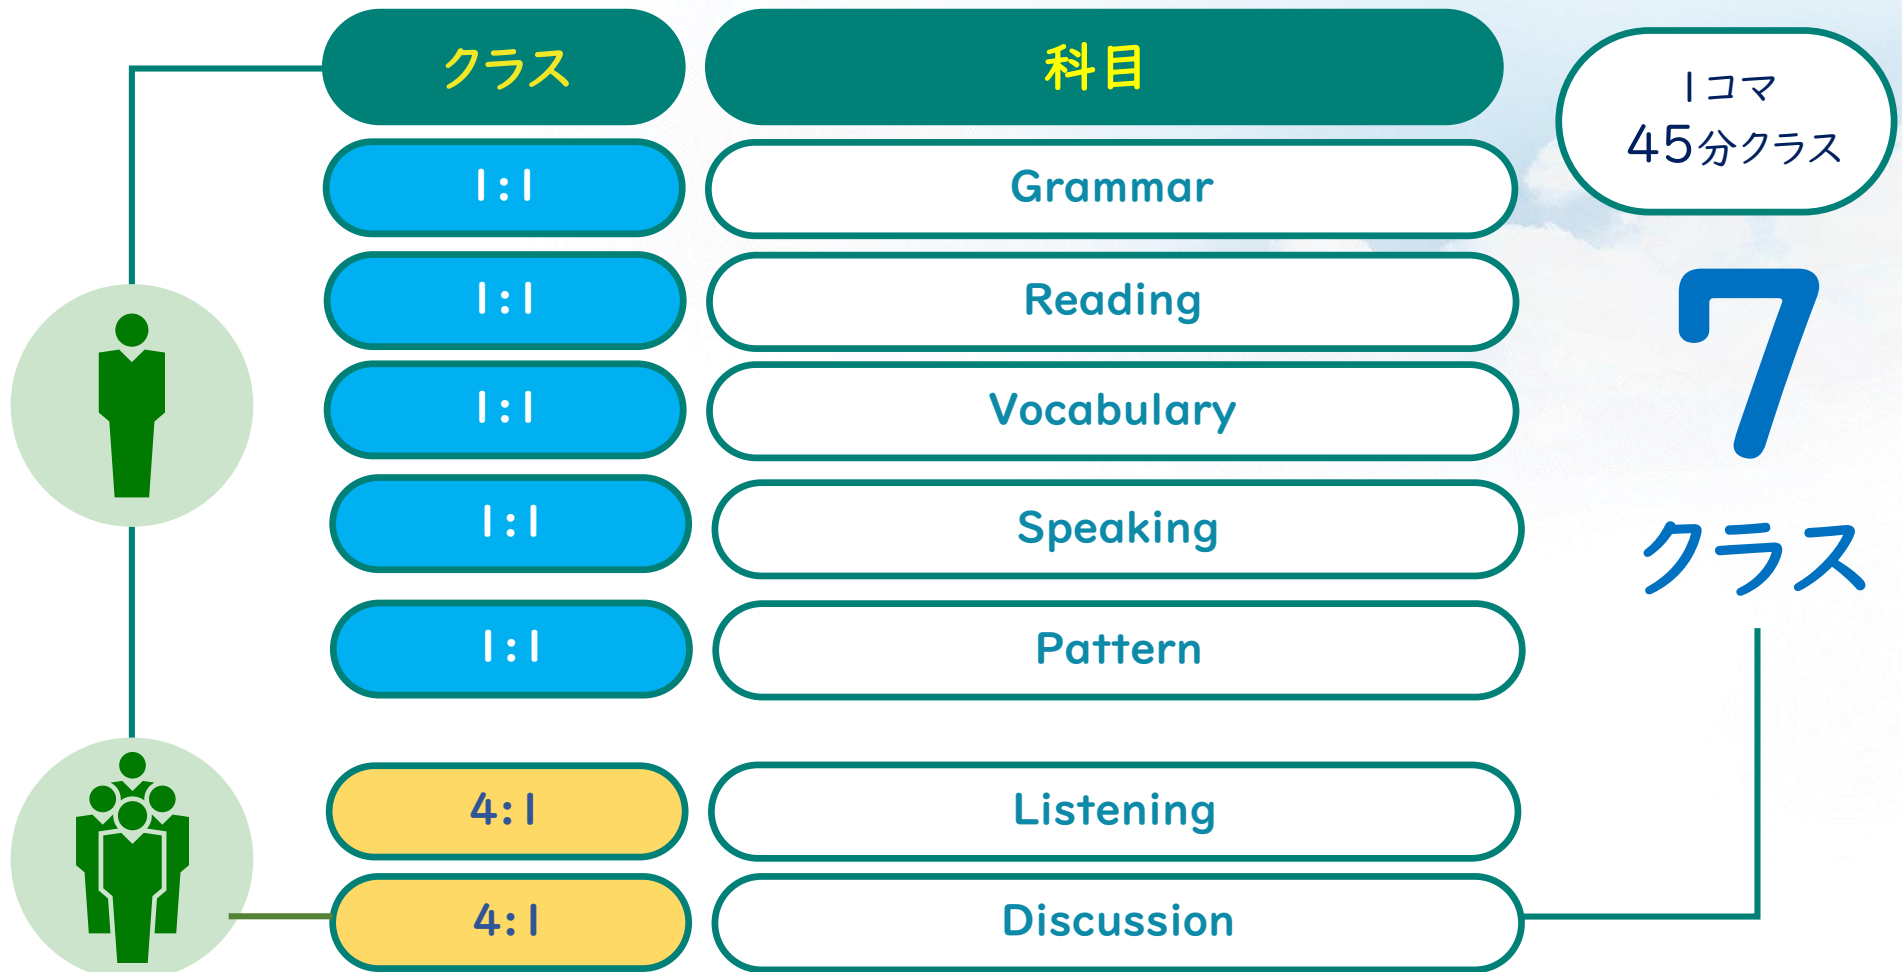 クラス
科目
1コマ
45分クラス
1:1
Grammar
1:1
Reading
1:1
Vocabulary
1:1
Speaking
1:1
Pattern
7
クラス
4:1
Listening
4:1
Discussion